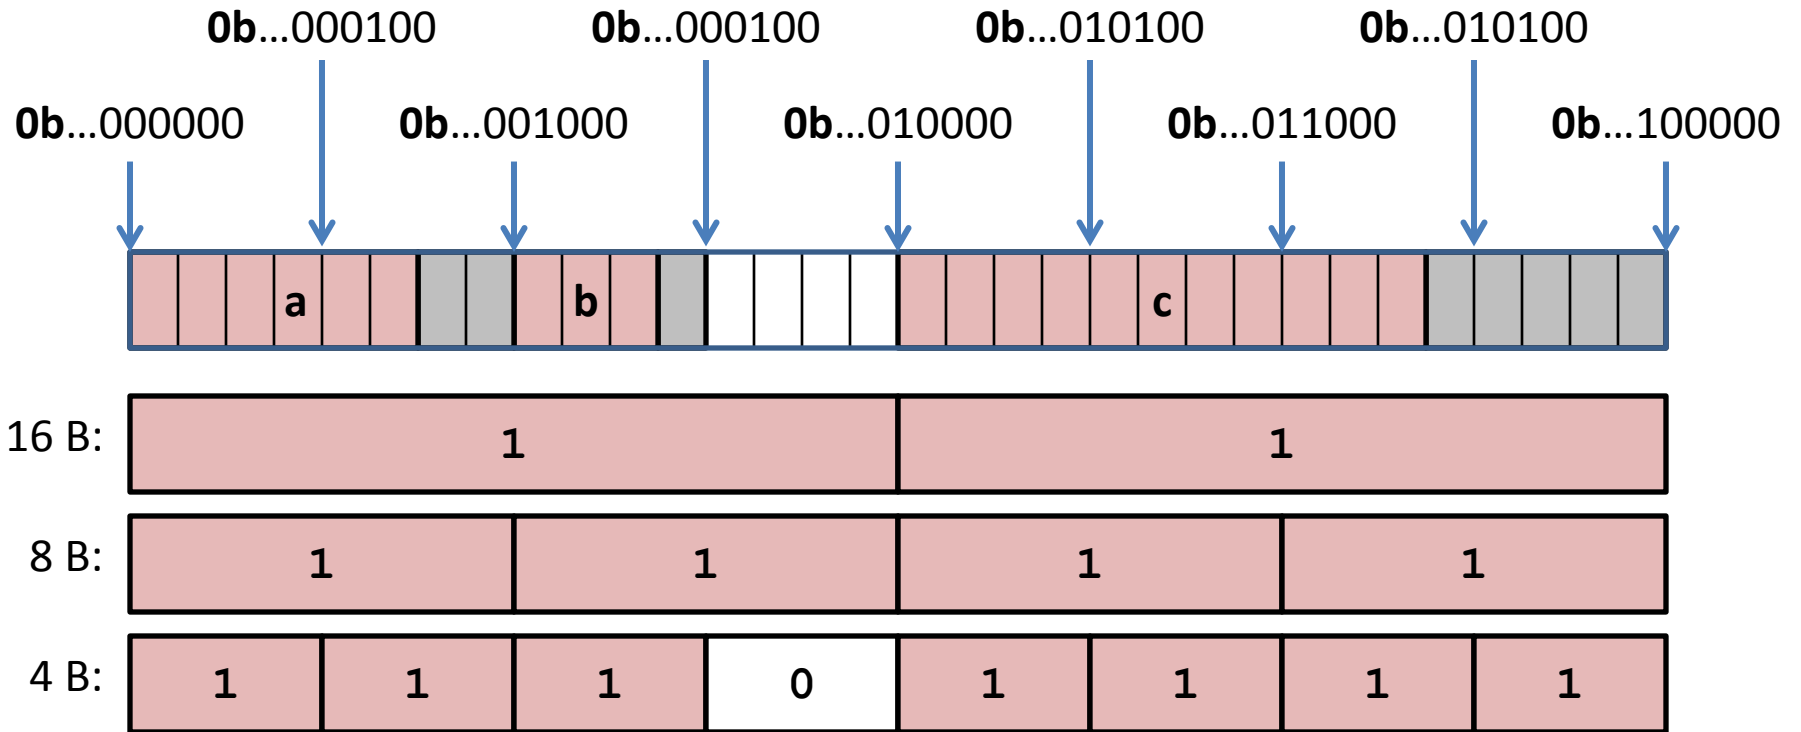 0b...000100 0b...000100 0b...010100 0b...010100
0b...000000 0b...001000 0b...010000 0b...011000 0b...100000
a b c
16 B: 1 1
8 B: 1 1 1 1
4 B: 1 1 1 0 1 1 1 1